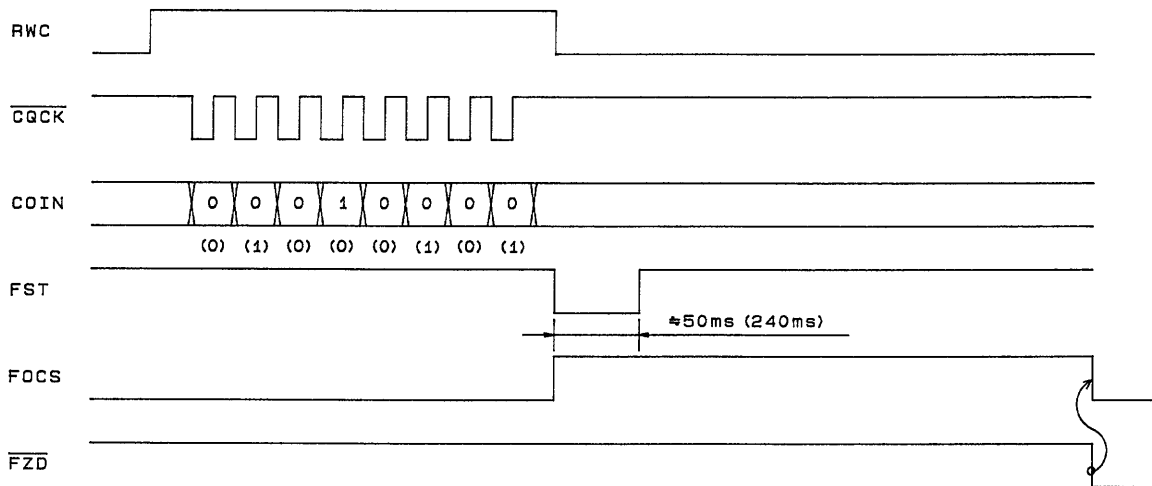 RWC
CQCK
COIN 0 0 0 1 0 0 0 0
(0) (1) (0) (0) (0) (1) (0) (1)
FST
≒50ms (240ms)
FOCS
FZD